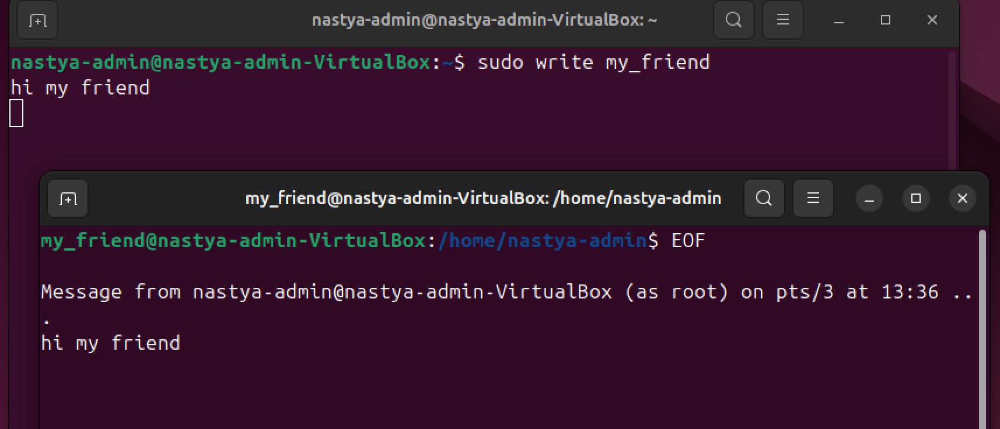 nastya-admin@nastya-admin-VirtualBox: ~
nastya-admin@nastya-admin-VirtualBox:~$ sudo write my_friend
hi my friend
my_friend@nastya-admin-VirtualBox: /home/nastya-admin
my_friend@nastya-admin-VirtualBox:/home/nastya-admin$ EOF
Message from nastya-admin@nastya-admin-VirtualBox (as root) on pts/3 at 13:36 ..
.
hi my friend